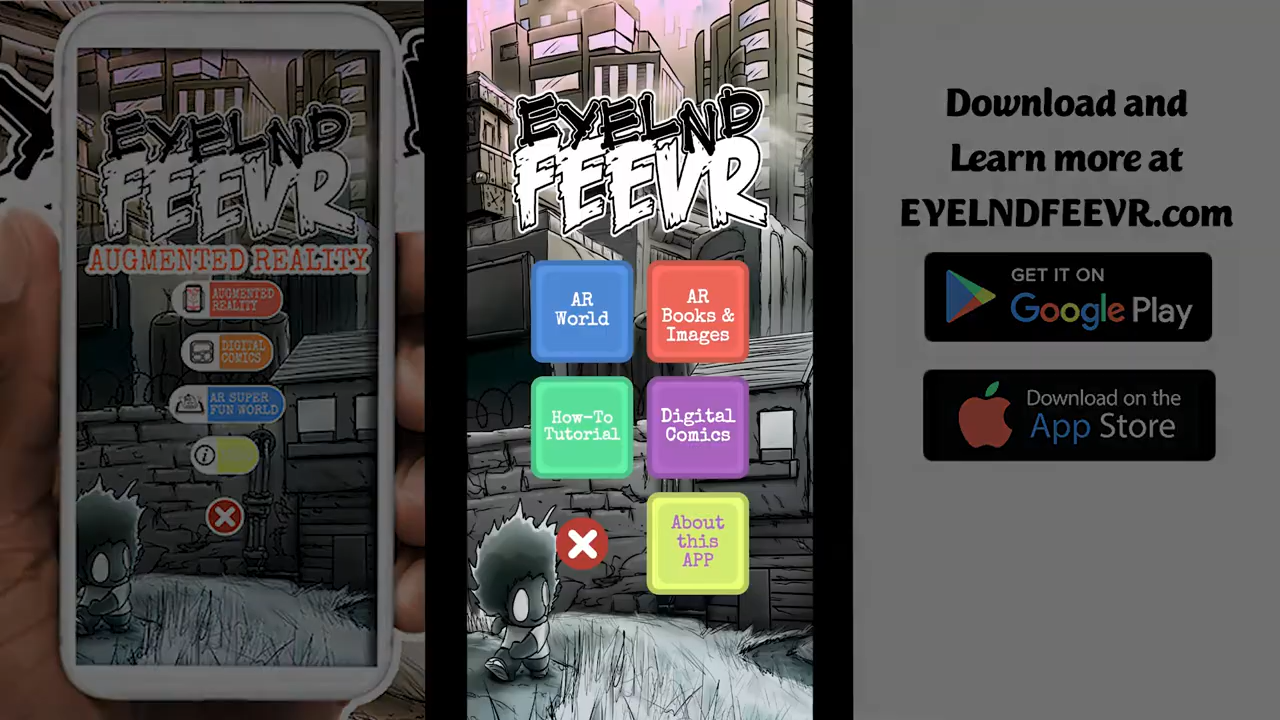 EYELND
FEEVR
AUGMENTED REALITY
AUGMENTED
REALITY
DIGITAL
COMICS
AR SUPER
FUN WORLD
EYELND
FEEVR
AR
World
AR
Books &
Images
How-To
Tutorial
Digital
Comics
About
this
APP
Download and
Learn more at
EYELNDFEEVR.com
GET IT ON
Google Play
Download on the
App Store